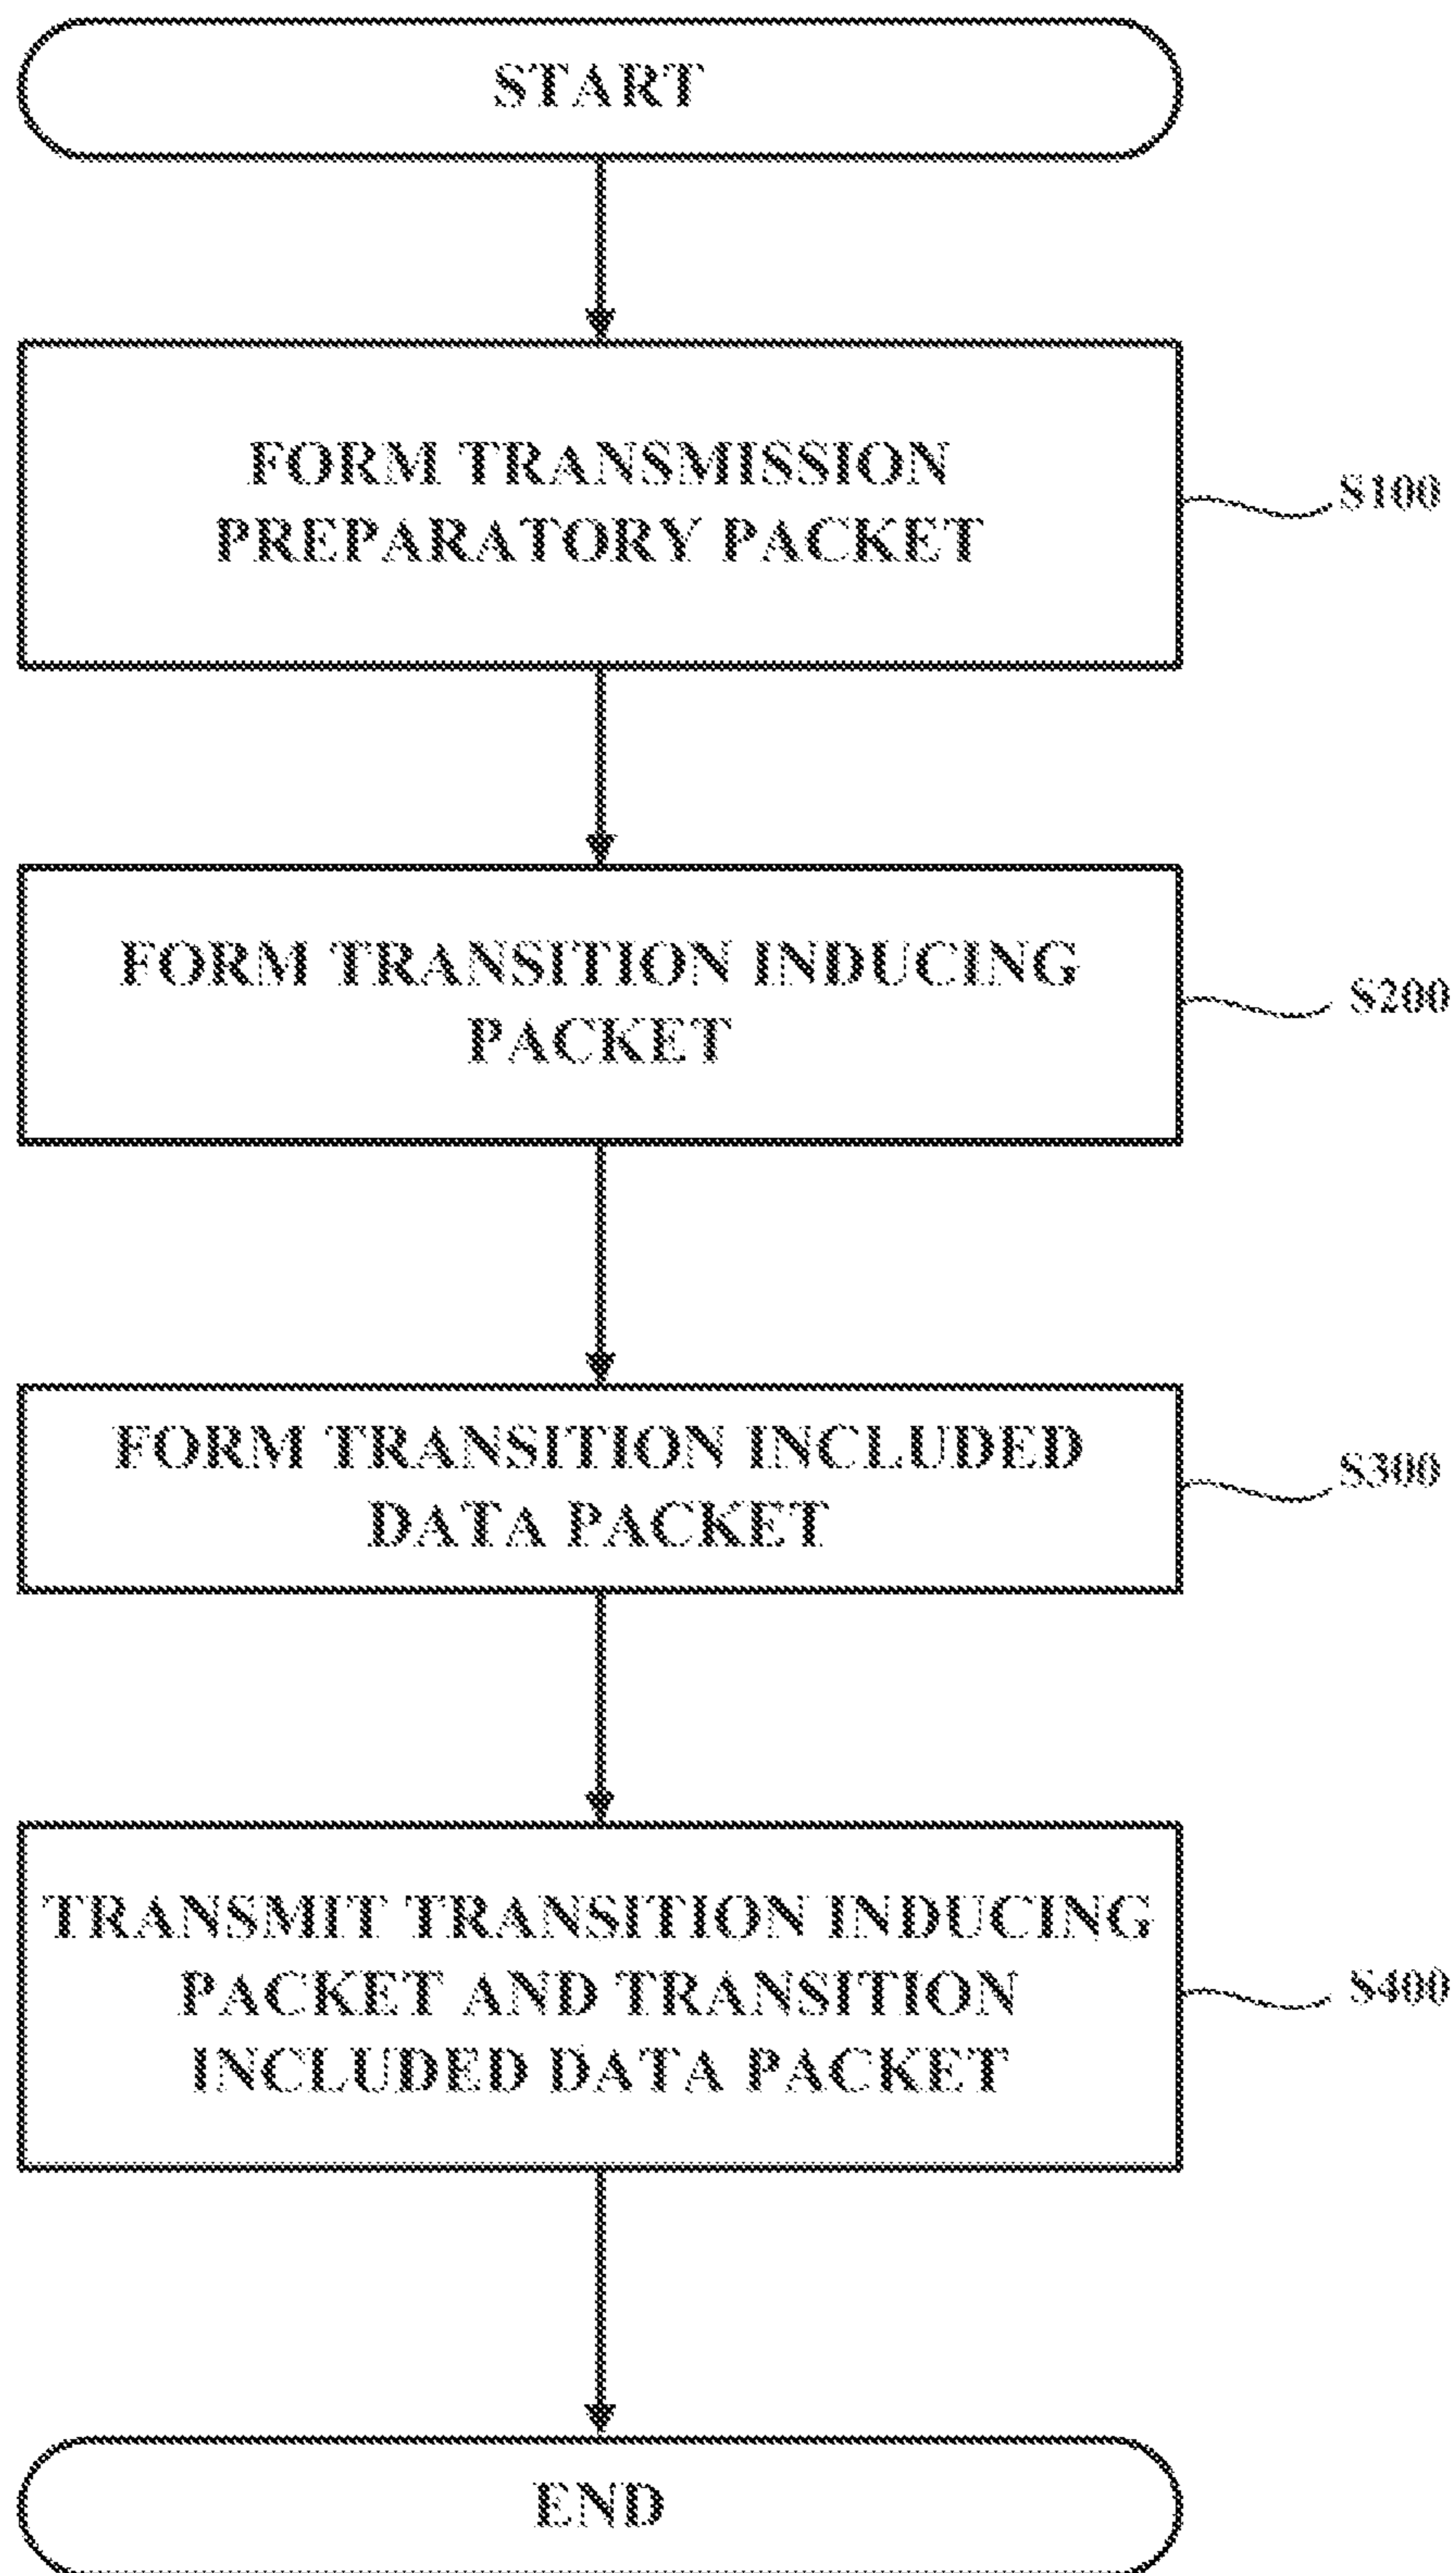 START
FORM TRANSMISSION
PREPARATORY PACKET
S100
FORM TRANSITION INDUCING
PACKET
S200
FORM TRANSITION INCLUDED
DATA PACKET
S300
TRANSMIT TRANSITION INDUCING
PACKET AND TRANSITION
INCLUDED DATA PACKET
S400
END